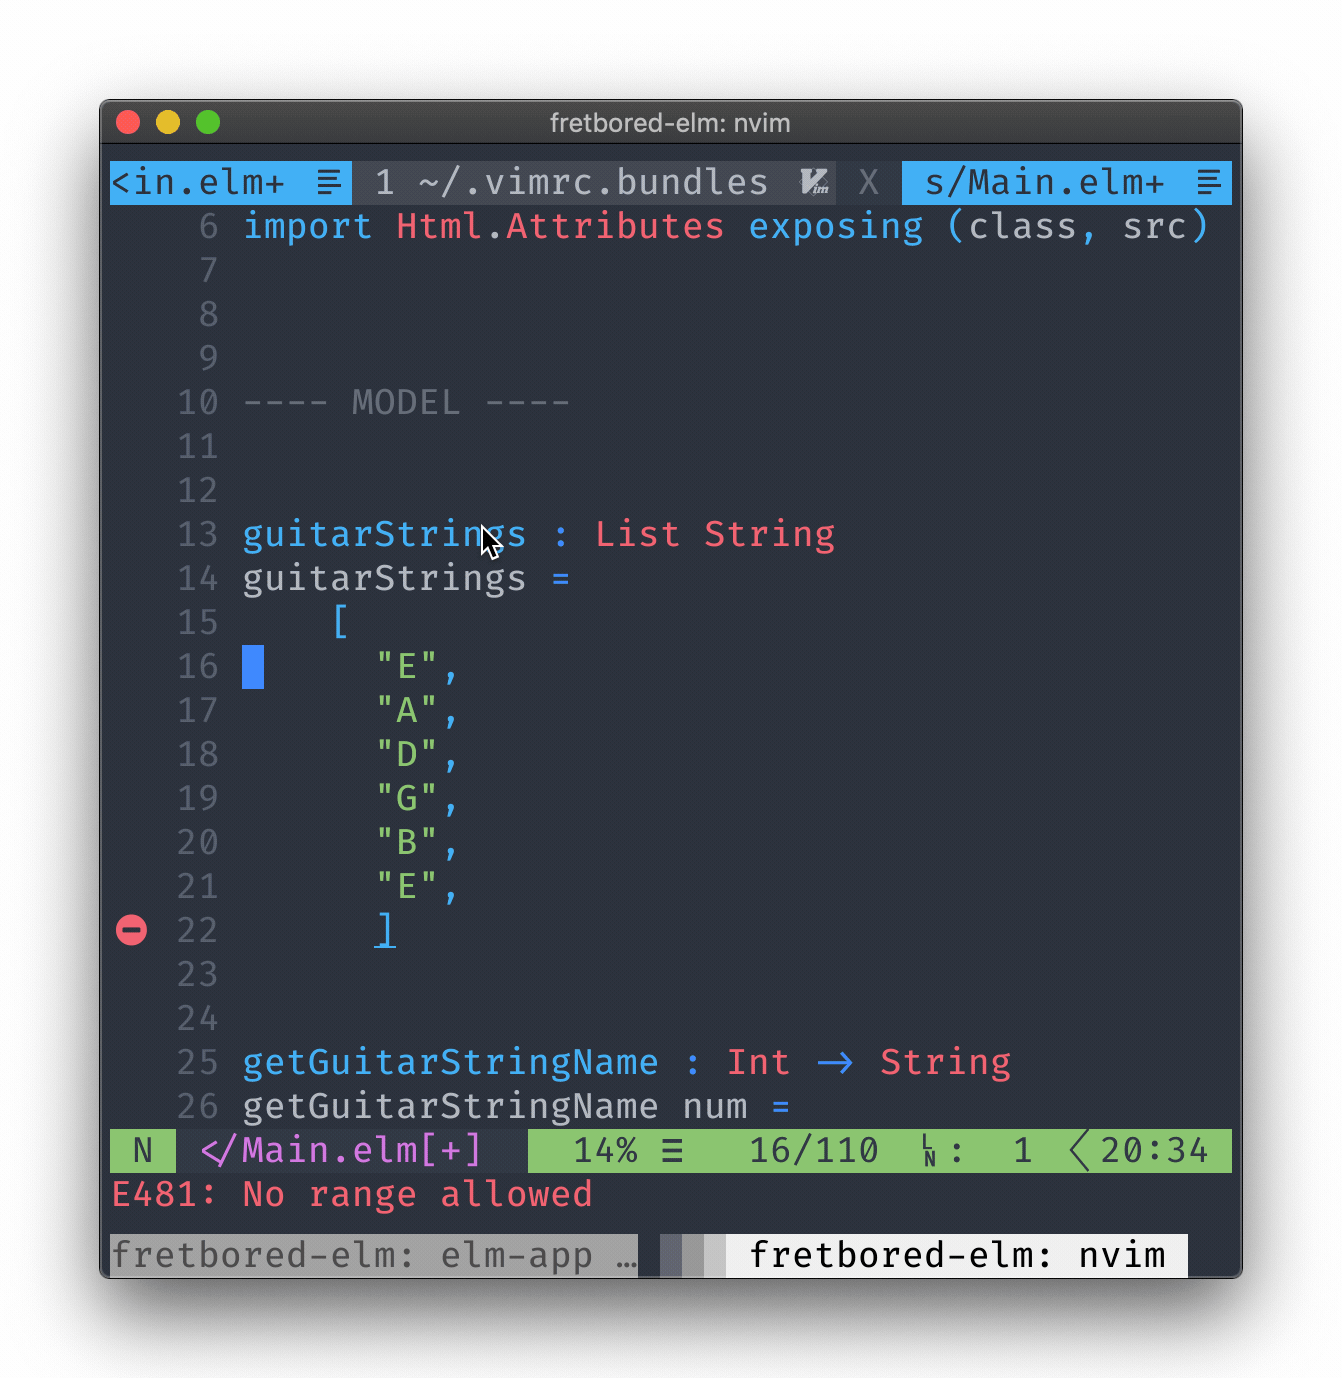 fretbored-elm: nvim
<in.elm+ 1 ~/.vimrc.bundles X s/Main.elm+
6 import Html.Attributes exposing (class, src)
7
8
9
10 ---- MODEL ----
11
12
13 guitarStrings : List String
14 guitarStrings =
15     [
16       "E",
17       "A",
18       "D",
19       "G",
20       "B",
21       "E",
22       ]
23
24
25 getGuitarStringName : Int → String
26 getGuitarStringName num =
N </Main.elm[+] 14% ☰ 16/110 LN: 1 20:34
E481: No range allowed
fretbored-elm: elm-app … fretbored-elm: nvim